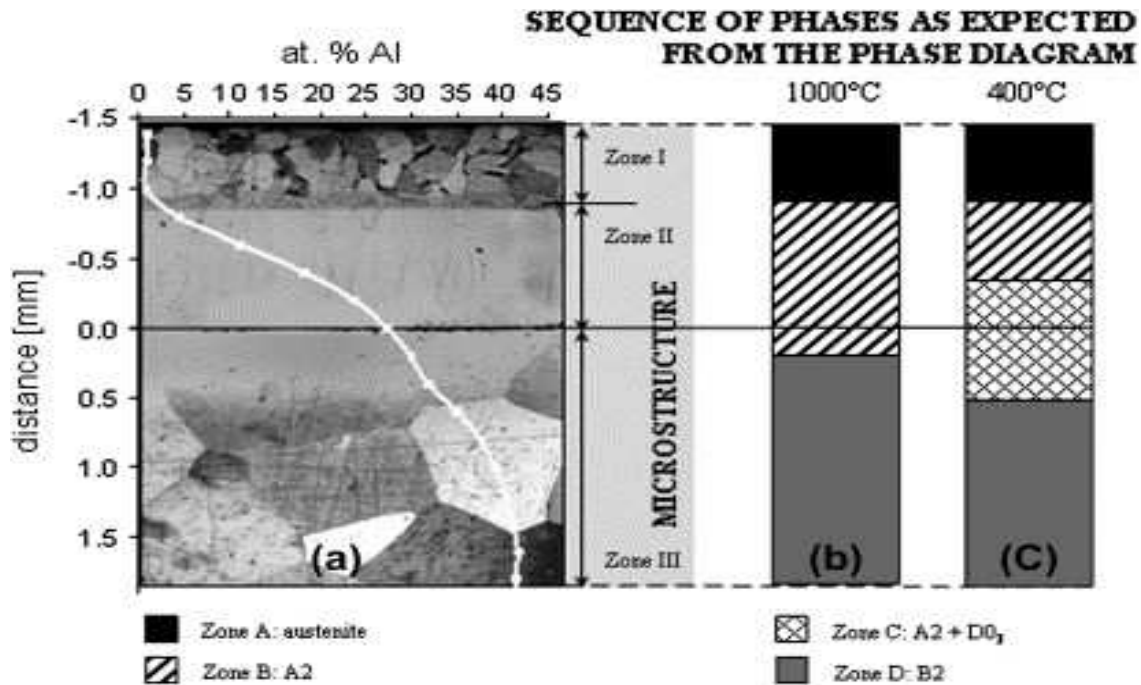 SEQUENCE OF PHASES AS EXPECTED
FROM THE PHASE DIAGRAM
at. % Al
0 5 10 15 20 25 30 35 40 45
1000°C 400°C
distance [mm]
-1.5
-1.0
-0.5
0.0
0.5
1.0
1.5
Zone I
Zone II
Zone III
MICROSTRUCTURE
(a) (b) (C)
Zone A: austenite
Zone B: A2
Zone C: A2 + D0₃
Zone D: B2